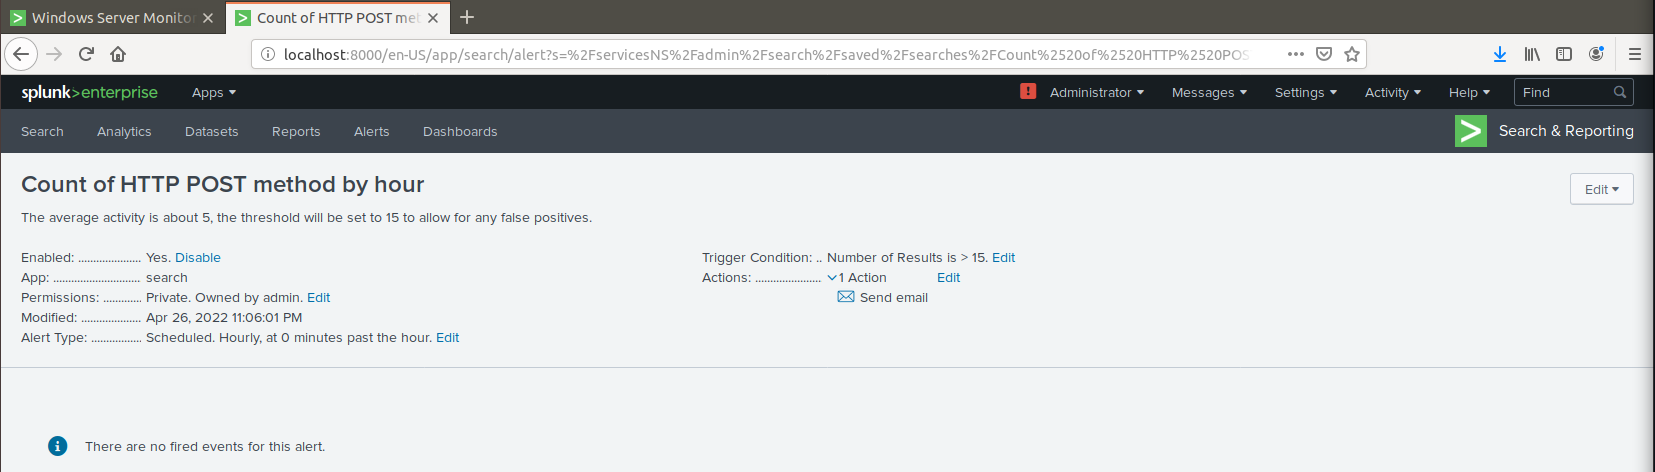 Windows Server Monito
Count of HTTP POST met
localhost:8000/en-US/app/search/alert?s=%2FservicesNS%2Fadmin%2Fsearch%2Fsaved%2Fsearches%2FCount%2520of%2520HTTP%2520POS
splunk>enterprise Apps Administrator Messages Settings Activity Help Find
Search Analytics Datasets Reports Alerts Dashboards Search & Reporting
Count of HTTP POST method by hour Edit
The average activity is about 5, the threshold will be set to 15 to allow for any false positives.
Enabled: ..................... Yes. Disable Trigger Condition: .. Number of Results is > 15. Edit
App: ............................. search Actions: ...................... 1 Action Edit
Permissions: ............. Private. Owned by admin. Edit Send email
Modified: .................... Apr 26, 2022 11:06:01 PM
Alert Type: ................. Scheduled. Hourly, at 0 minutes past the hour. Edit
There are no fired events for this alert.